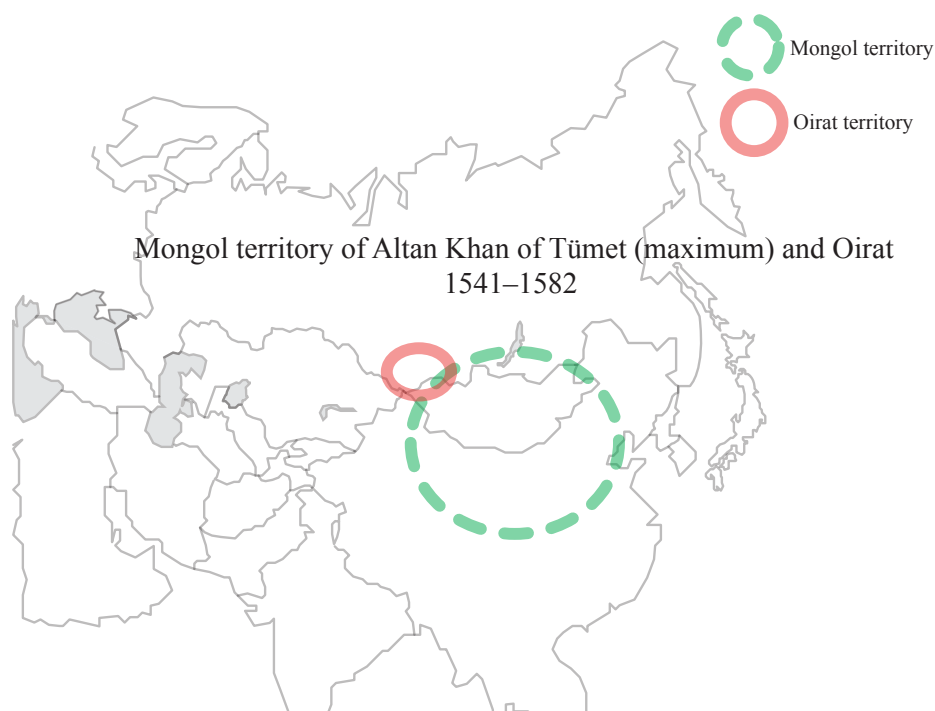 Mongol territory
Oirat territory
Mongol territory of Altan Khan of Tümet (maximum) and Oirat
1541–1582